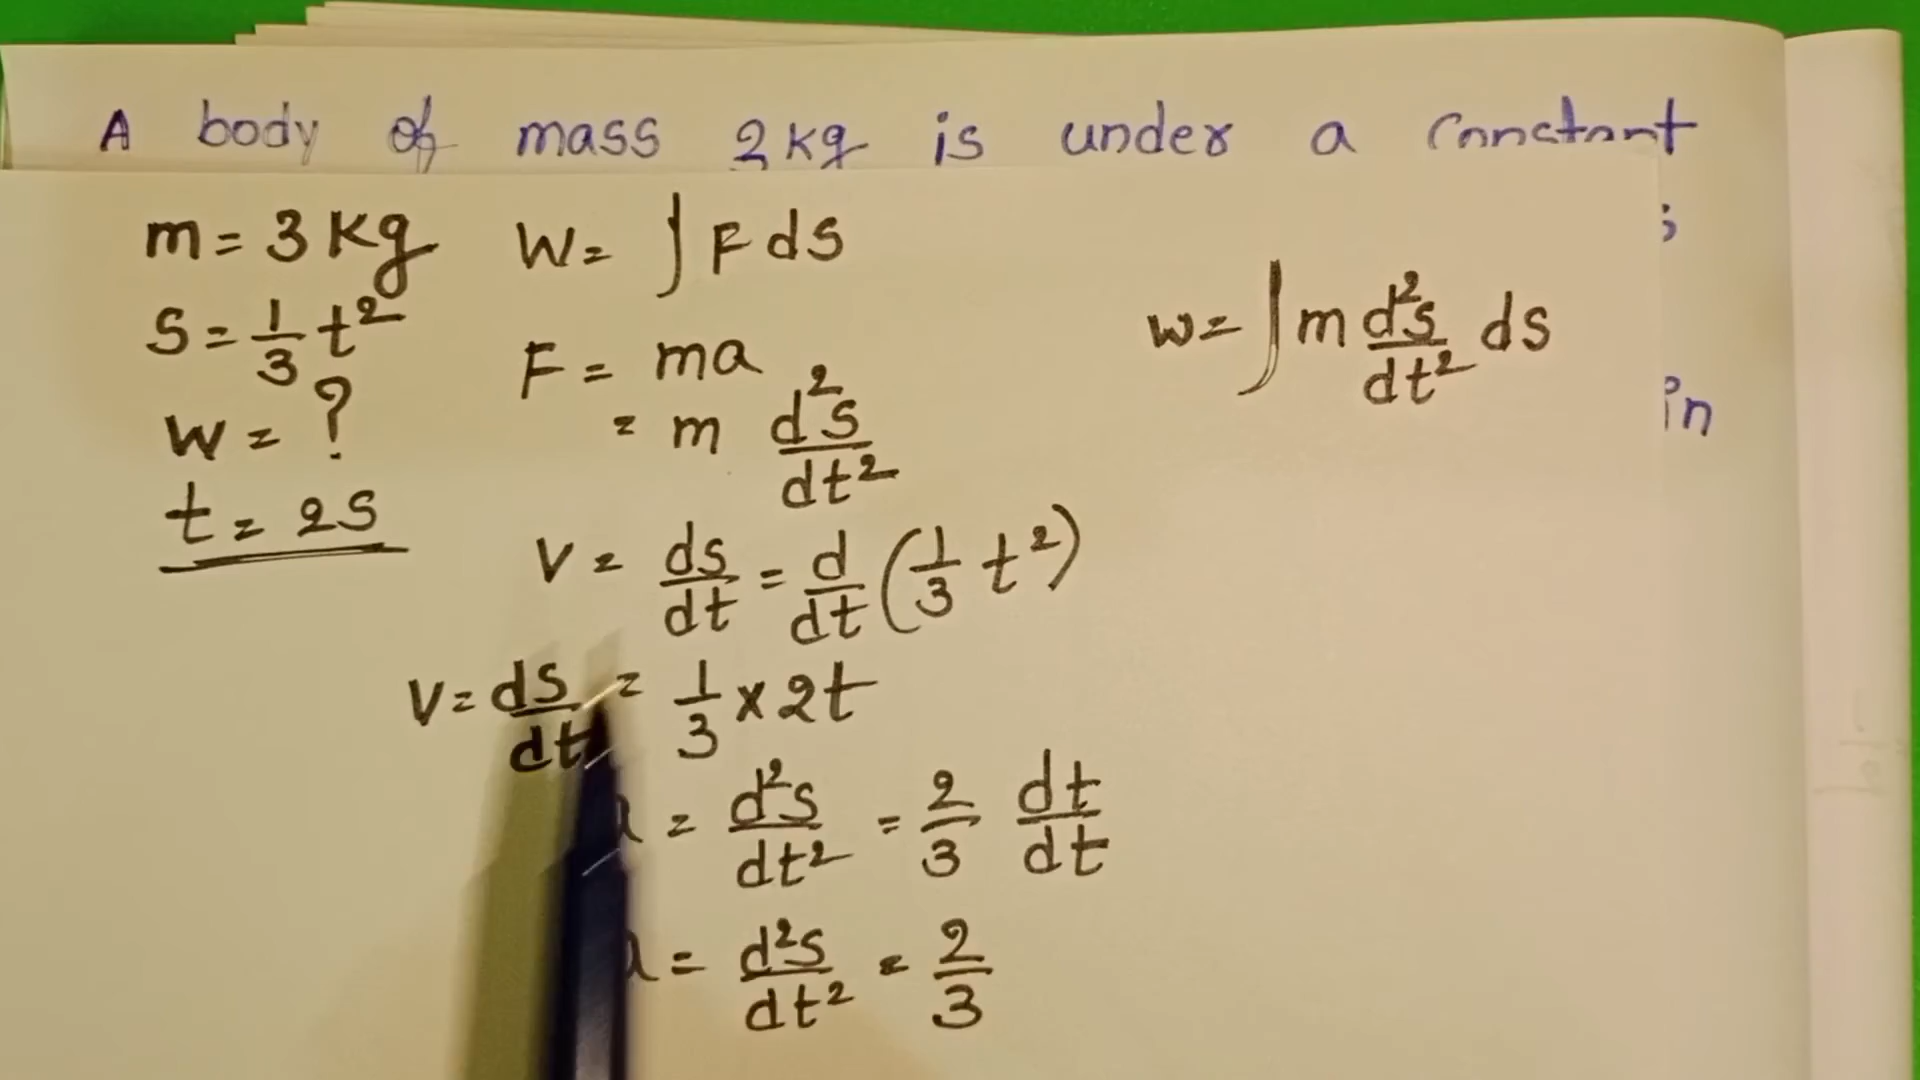 A body of mass 2kg is under a constant
;
in
m = 3 kg
S = 1/3 t²
W = ?
t = 2s
W = ∫ F ds
F = ma
= m d²s/dt²
V = ds/dt = d/dt (1/3 t²)
V = ds/dt = 1/3 × 2t
a = d²s/dt² = 2/3 dt/dt
a = d²s/dt² = 2/3
W = ∫ m d²s/dt² ds